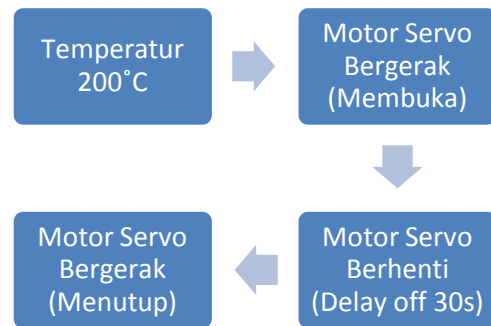 Temperatur
200˚C
Motor Servo
Bergerak
(Membuka)
Motor Servo
Berhenti
(Delay off 30s)
Motor Servo
Bergerak
(Menutup)